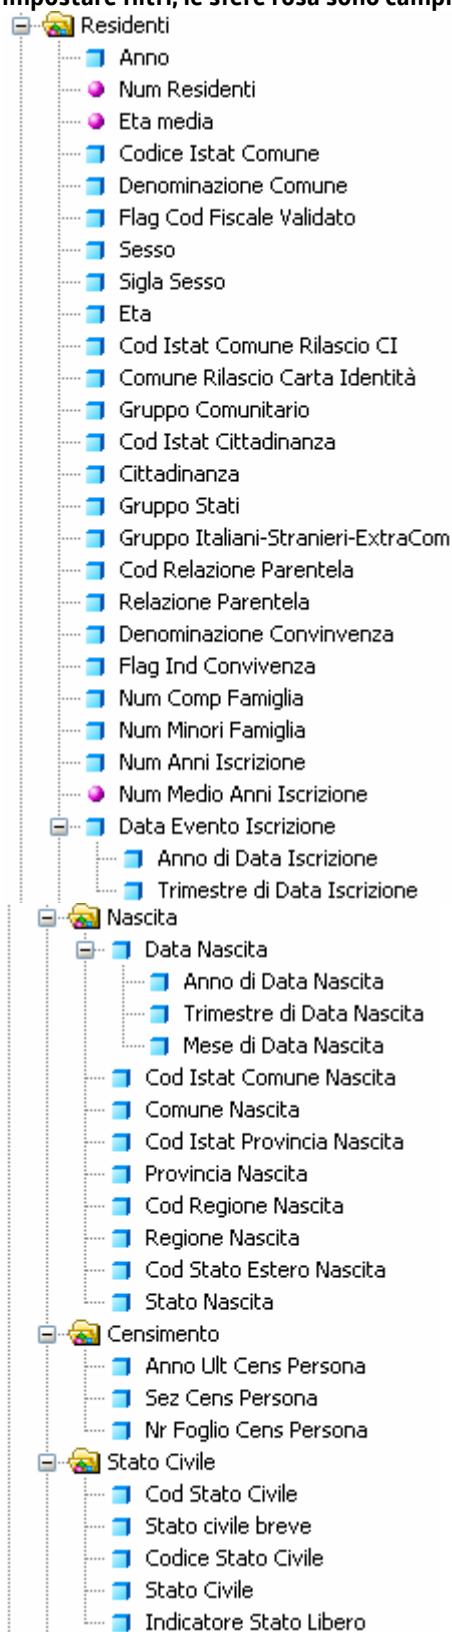 impostare filtri, le sfere rosa sono campi
Residenti
Anno
Num Residenti
Eta media
Codice Istat Comune
Denominazione Comune
Flag Cod Fiscale Validato
Sesso
Sigla Sesso
Eta
Cod Istat Comune Rilascio CI
Comune Rilascio Carta Identità
Gruppo Comunitario
Cod Istat Cittadinanza
Cittadinanza
Gruppo Stati
Gruppo Italiani-Stranieri-ExtraCom
Cod Relazione Parentela
Relazione Parentela
Denominazione Convinvenza
Flag Ind Convivenza
Num Comp Famiglia
Num Minori Famiglia
Num Anni Iscrizione
Num Medio Anni Iscrizione
Data Evento Iscrizione
Anno di Data Iscrizione
Trimestre di Data Iscrizione
Nascita
Data Nascita
Anno di Data Nascita
Trimestre di Data Nascita
Mese di Data Nascita
Cod Istat Comune Nascita
Comune Nascita
Cod Istat Provincia Nascita
Provincia Nascita
Cod Regione Nascita
Regione Nascita
Cod Stato Estero Nascita
Stato Nascita
Censimento
Anno Ult Cens Persona
Sez Cens Persona
Nr Foglio Cens Persona
Stato Civile
Cod Stato Civile
Stato civile breve
Codice Stato Civile
Stato Civile
Indicatore Stato Libero